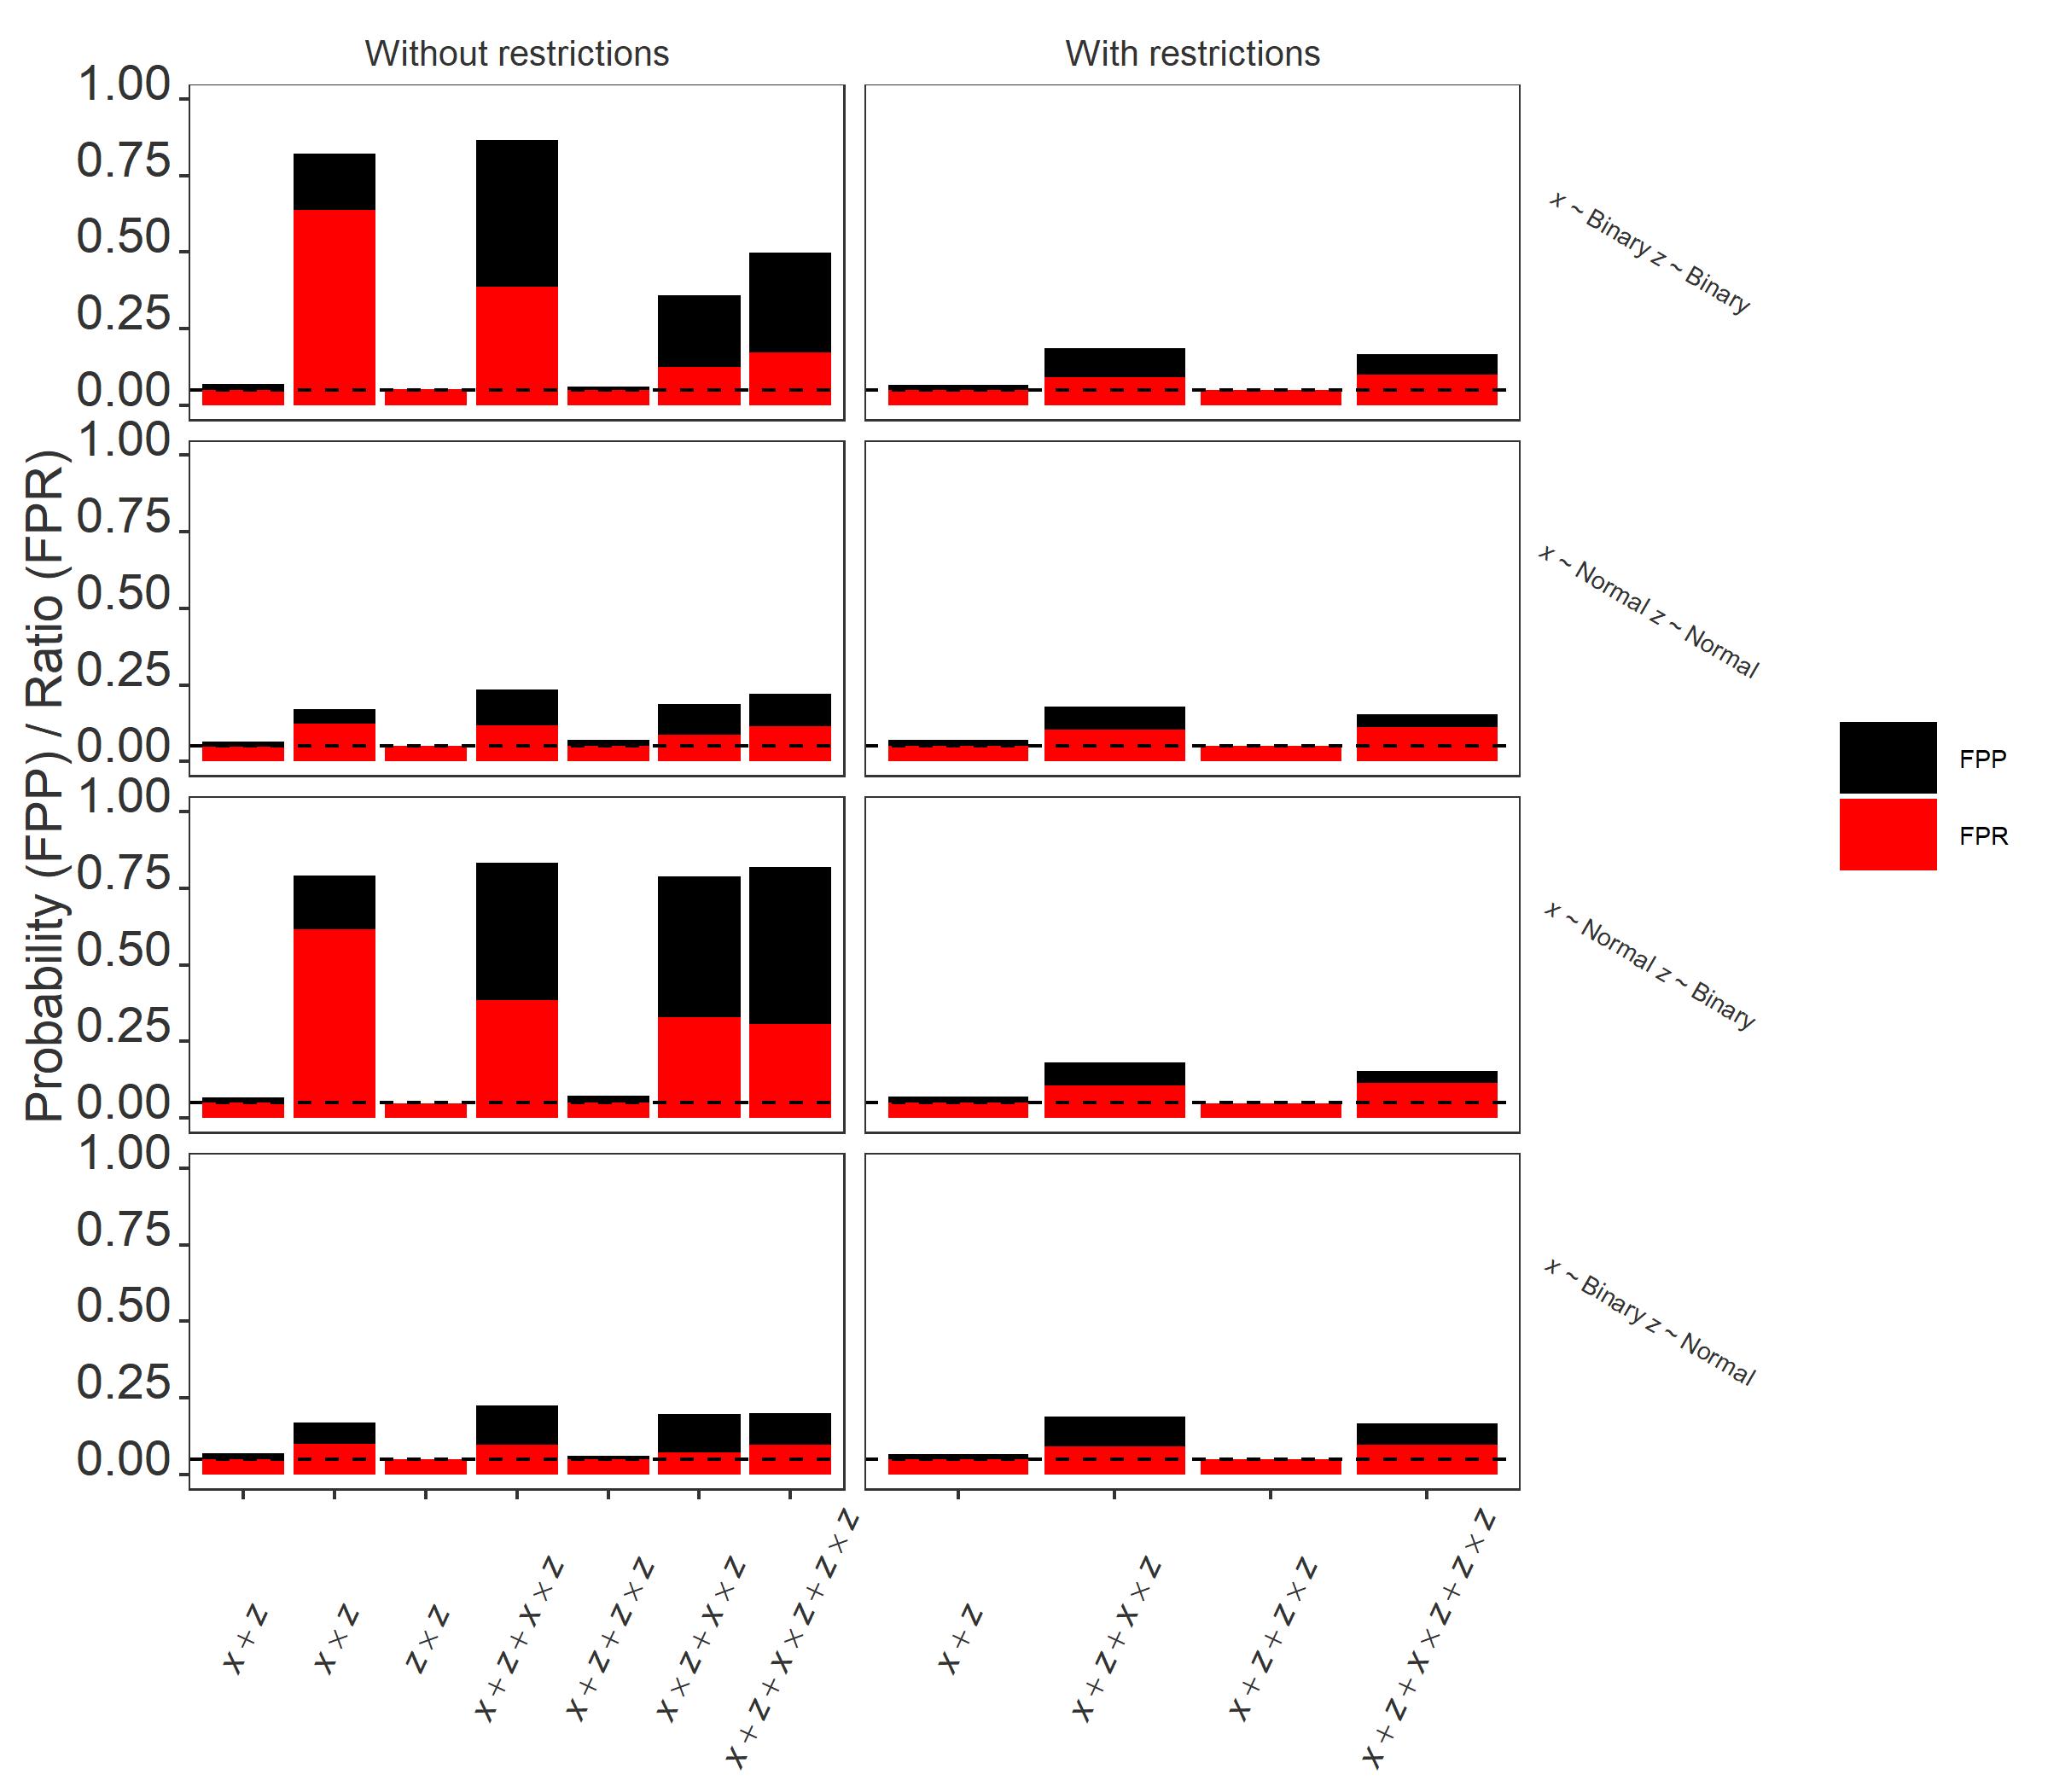 Without restrictions
With restrictions
Probability (FPP) / Ratio (FPR)
1.00
0.75
0.50
0.25
0.00
x ~ Binary z ~ Binary
1.00
0.75
0.50
0.25
0.00
x ~ Normal z ~ Normal
1.00
0.75
0.50
0.25
0.00
x ~ Normal z ~ Binary
1.00
0.75
0.50
0.25
0.00
x ~ Binary z ~ Normal
x + z
x × z
z × z
x + z + x × z
x + z + z × z
x × z + x × z
x + z + x × z + z × z
x + z
x + z + x × z
x + z + z × z
x + z + x × z + z × z
FPP
FPR